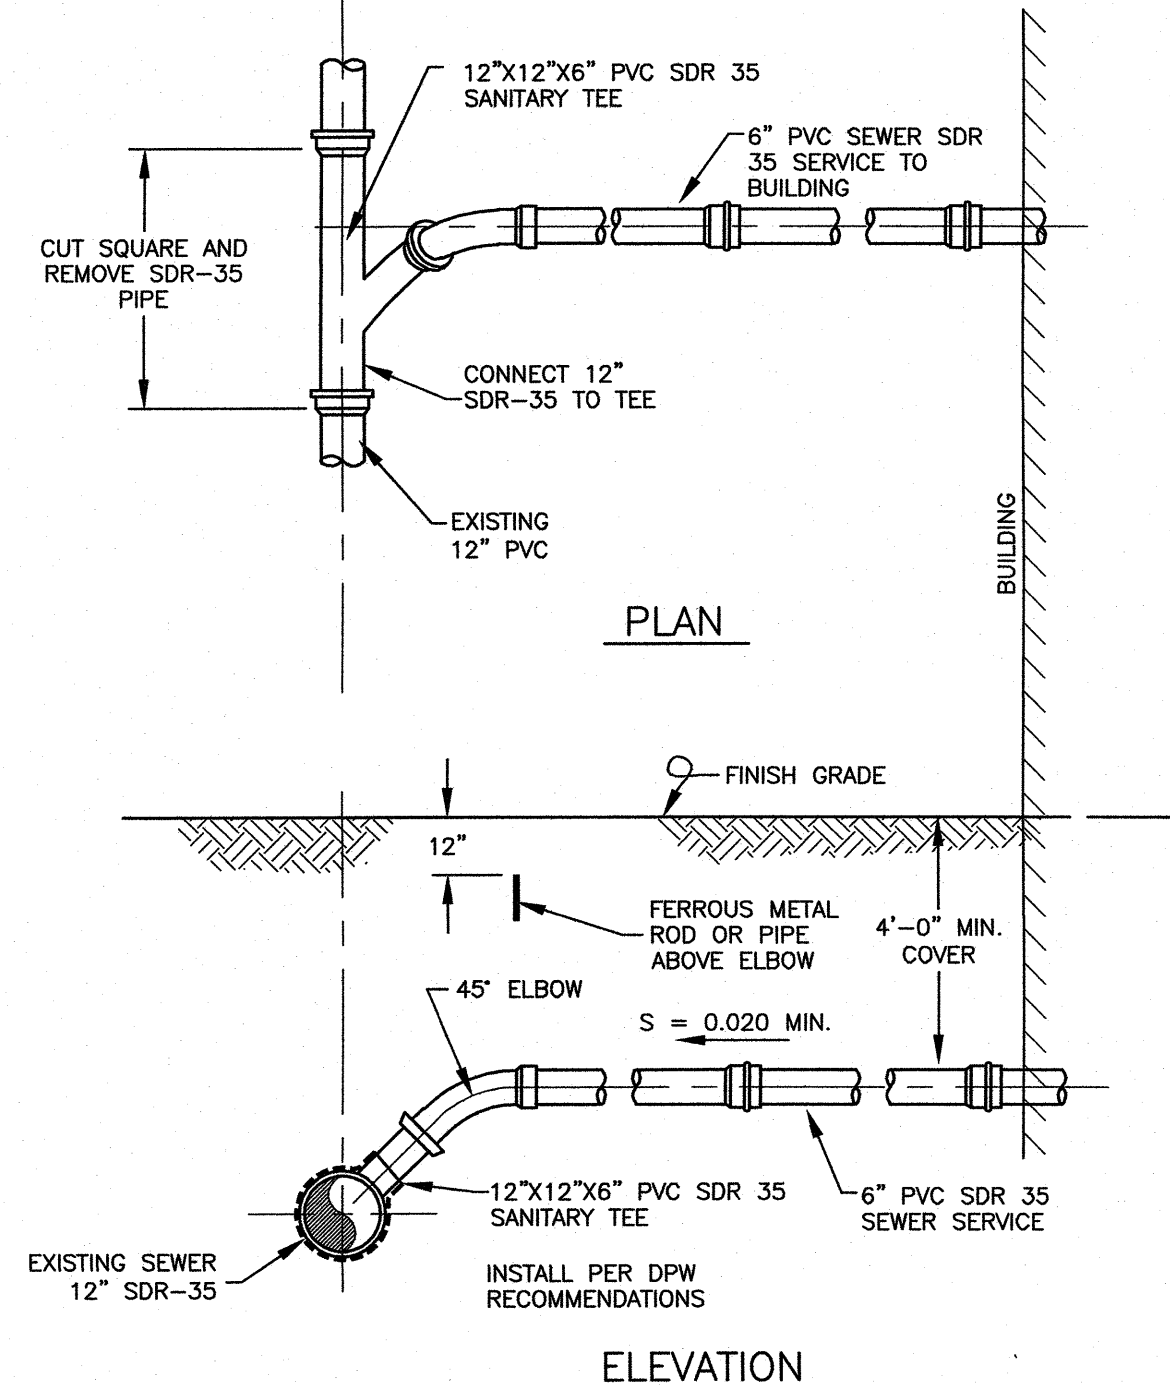 12"X12"X6" PVC SDR 35
SANITARY TEE
6" PVC SEWER SDR
35 SERVICE TO
BUILDING
CUT SQUARE AND
REMOVE SDR-35
PIPE
CONNECT 12"
SDR-35 TO TEE
EXISTING
12" PVC
BUILDING
PLAN
FINISH GRADE
12"
FERROUS METAL
ROD OR PIPE
ABOVE ELBOW
4'-0" MIN.
COVER
45° ELBOW
S = 0.020 MIN.
12"X12"X6" PVC SDR 35
SANITARY TEE
6" PVC SDR 35
SEWER SERVICE
EXISTING SEWER
12" SDR-35
INSTALL PER DPW
RECOMMENDATIONS
ELEVATION